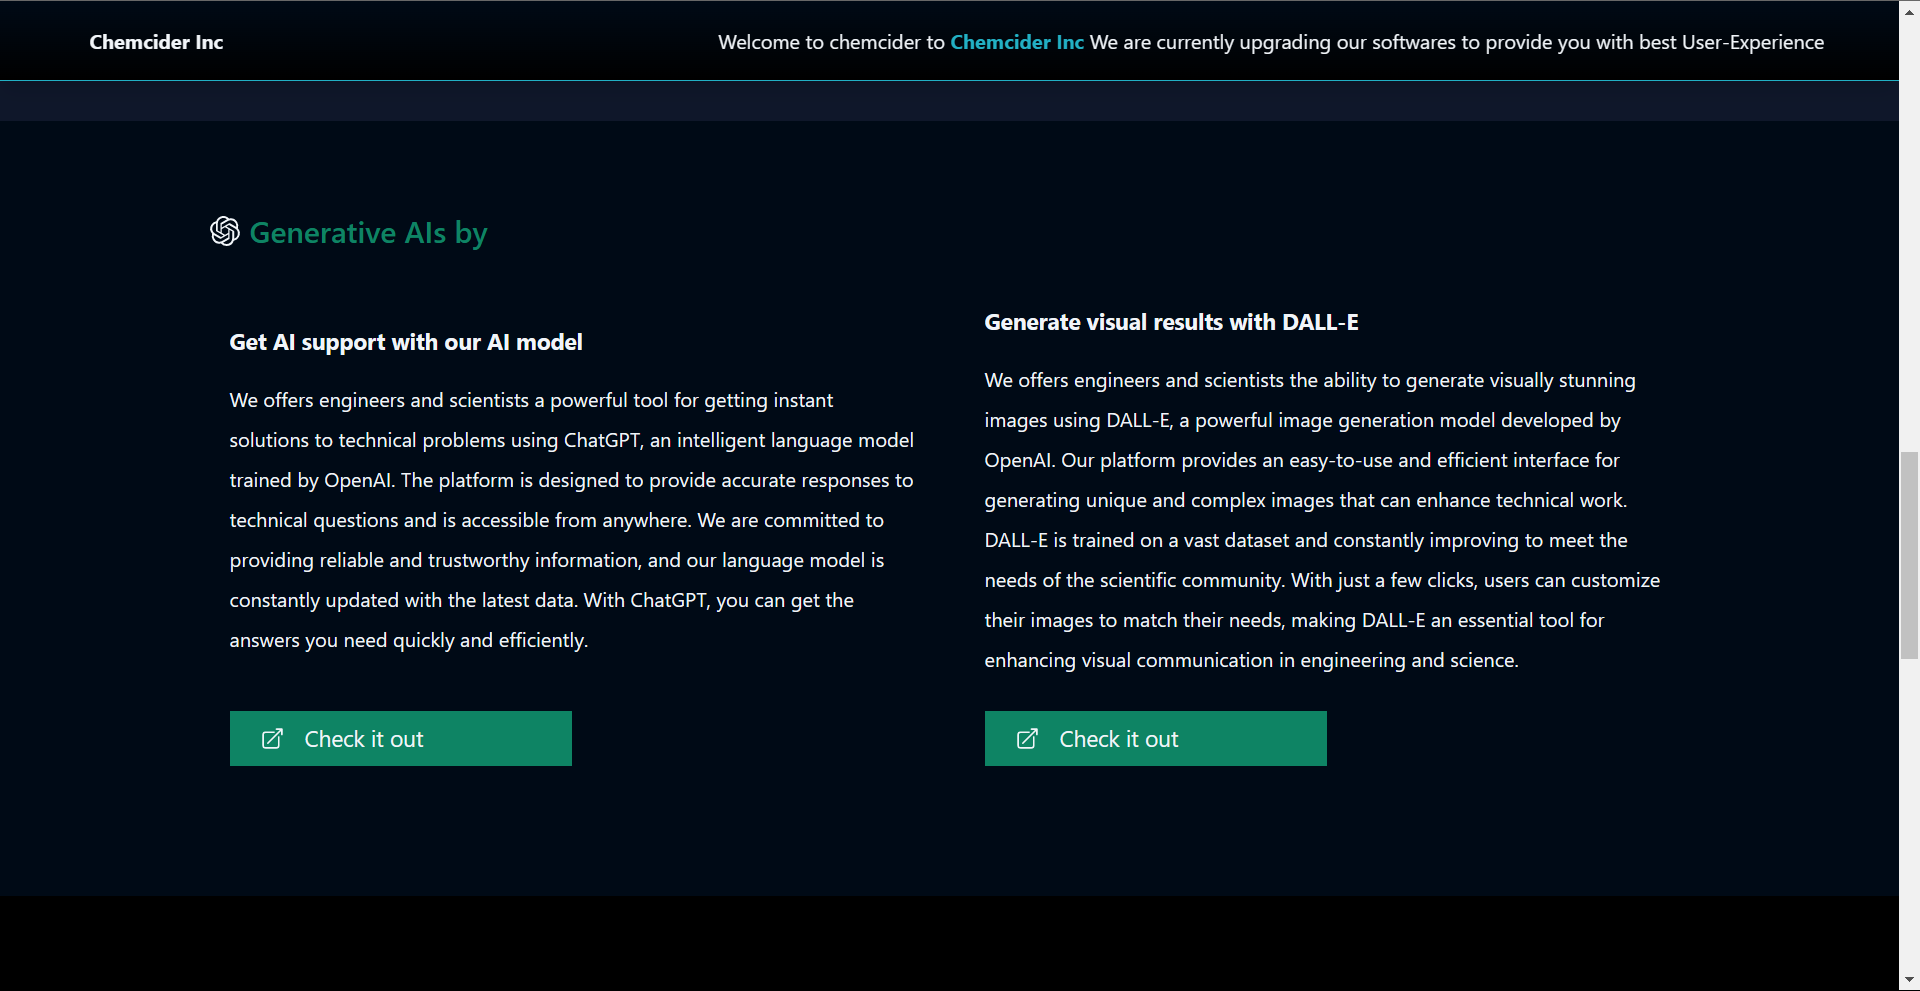 Chemcider Inc
Welcome to chemcider to Chemcider Inc We are currently upgrading our softwares to provide you with best User-Experience
Generative AIs by
Get AI support with our AI model
We offers engineers and scientists a powerful tool for getting instant
solutions to technical problems using ChatGPT, an intelligent language model
trained by OpenAI. The platform is designed to provide accurate responses to
technical questions and is accessible from anywhere. We are committed to
providing reliable and trustworthy information, and our language model is
constantly updated with the latest data. With ChatGPT, you can get the
answers you need quickly and efficiently.
Check it out
Generate visual results with DALL-E
We offers engineers and scientists the ability to generate visually stunning
images using DALL-E, a powerful image generation model developed by
OpenAI. Our platform provides an easy-to-use and efficient interface for
generating unique and complex images that can enhance technical work.
DALL-E is trained on a vast dataset and constantly improving to meet the
needs of the scientific community. With just a few clicks, users can customize
their images to match their needs, making DALL-E an essential tool for
enhancing visual communication in engineering and science.
Check it out